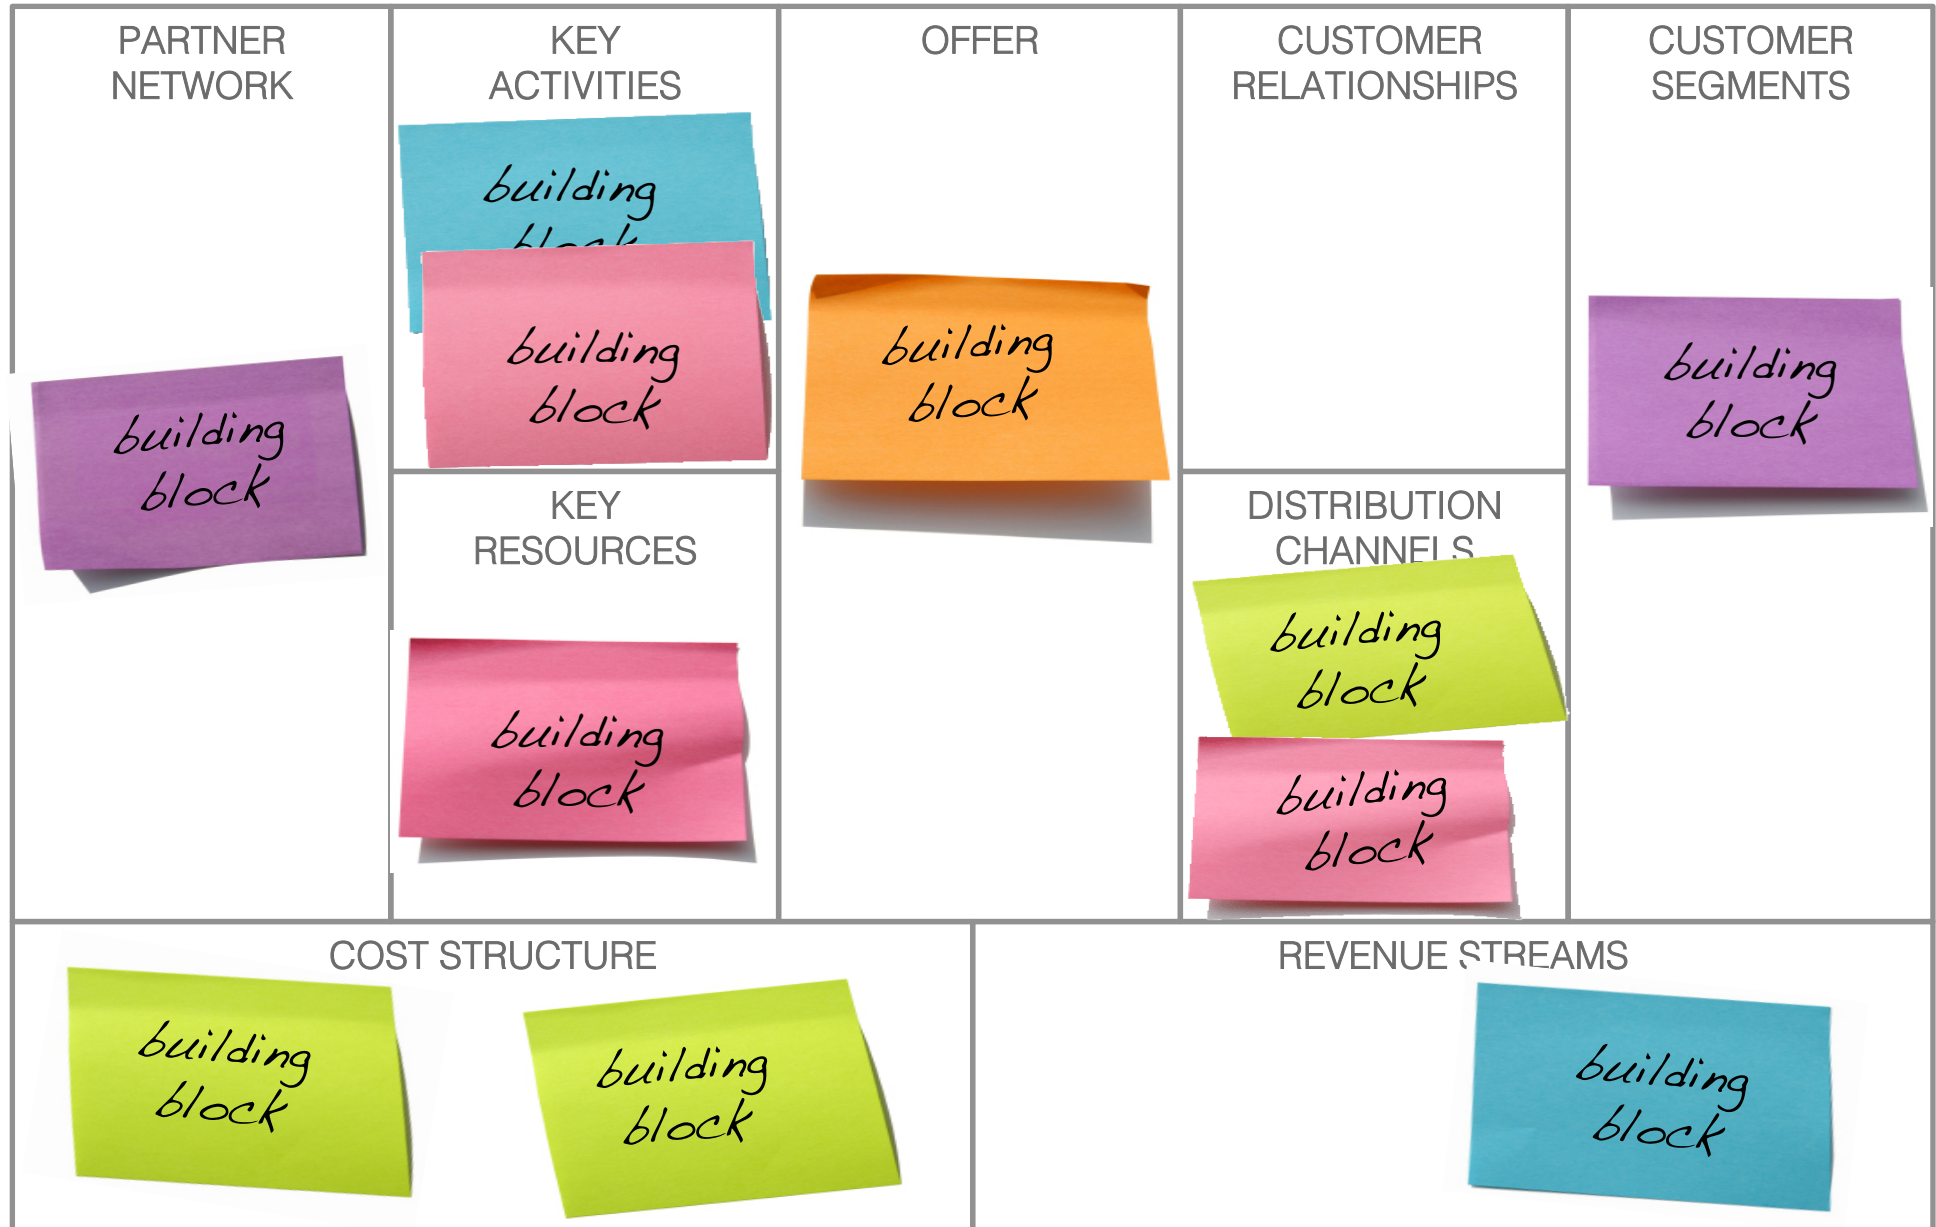 PARTNER
NETWORK
KEY
ACTIVITIES
building
block
building
block
OFFER
CUSTOMER
RELATIONSHIPS
CUSTOMER
SEGMENTS
building
block
KEY
RESOURCES
building
block
building
block
DISTRIBUTION
CHANNELS
building
block
building
block
building
block
COST STRUCTURE
building
block
building
block
REVENUE STREAMS
building
block